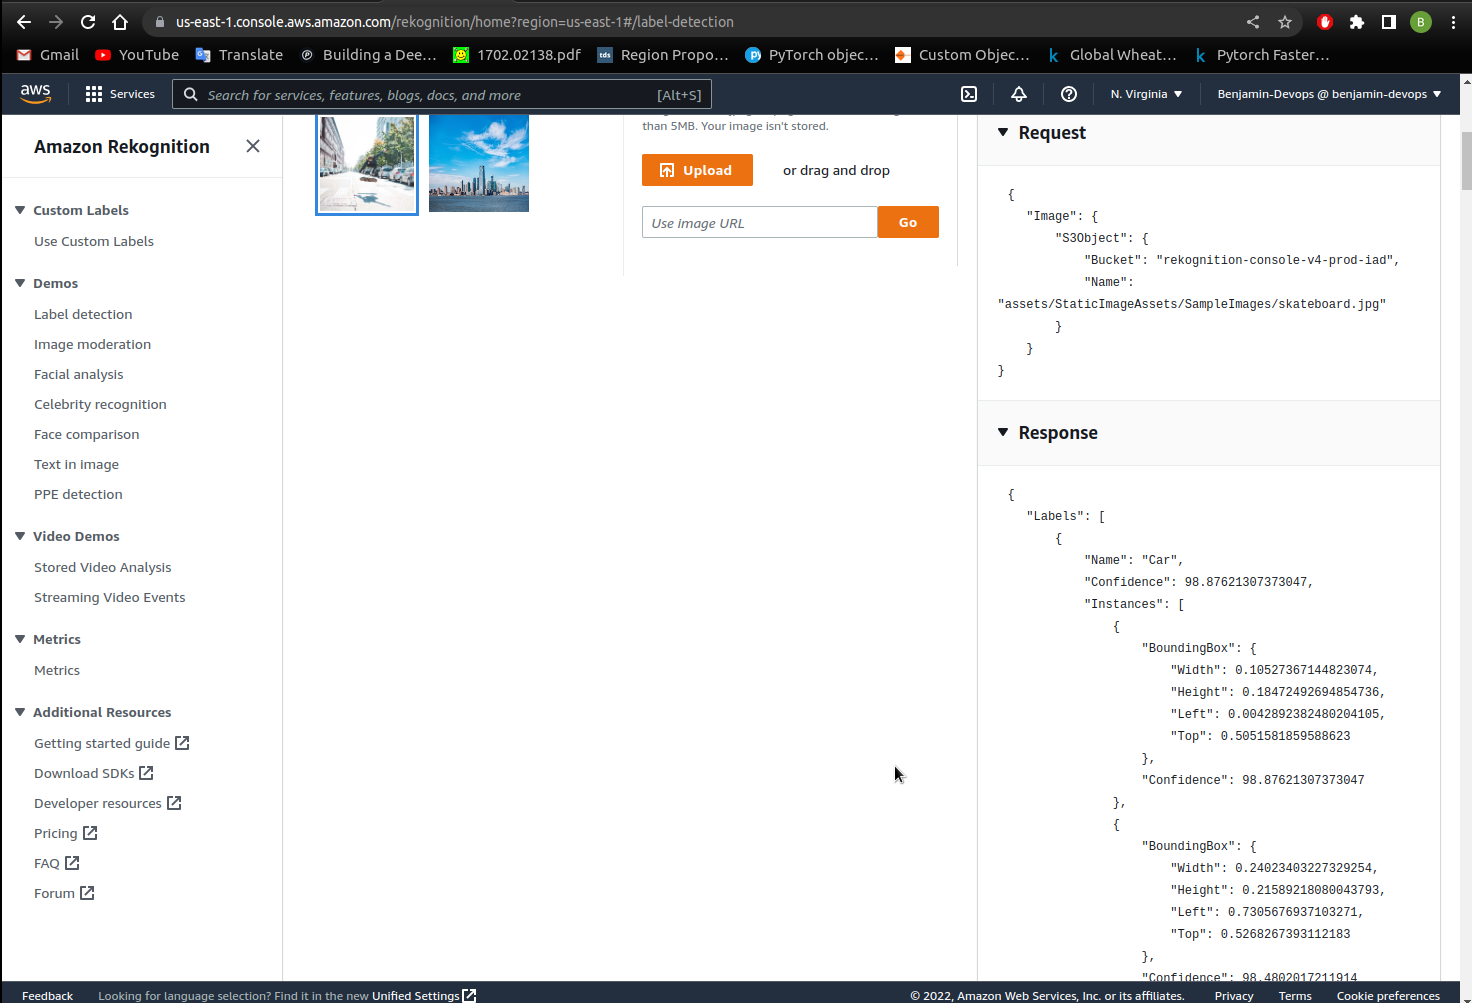 us-east-1.console.aws.amazon.com/rekognition/home?region=us-east-1#/label-detection
B
Gmail
YouTube
Translate
Building a Dee...
1702.02138.pdf
tds
Region Propo...
PyTorch objec...
Custom Objec...
Global Wheat...
Pytorch Faster...
aws
Services
Search for services, features, blogs, docs, and more
[Alt+S]
N. Virginia
Benjamin-Devops @ benjamin-devops
Amazon Rekognition
Custom Labels
Use Custom Labels
Demos
Label detection
Image moderation
Facial analysis
Celebrity recognition
Face comparison
Text in image
PPE detection
Video Demos
Stored Video Analysis
Streaming Video Events
Metrics
Metrics
Additional Resources
Getting started guide
Download SDKs
Developer resources
Pricing
FAQ
Forum
than 5MB. Your image isn't stored.
Upload
or drag and drop
Use image URL
Go
Request
{
"Image": {
"S3Object": {
"Bucket": "rekognition-console-v4-prod-iad",
"Name":
"assets/StaticImageAssets/SampleImages/skateboard.jpg"
}
}
}
Response
{
"Labels": [
{
"Name": "Car",
"Confidence": 98.87621307373047,
"Instances": [
{
"BoundingBox": {
"Width": 0.10527367144823074,
"Height": 0.18472492694854736,
"Left": 0.0042892382480204105,
"Top": 0.5051581859588623
},
"Confidence": 98.87621307373047
},
{
"BoundingBox": {
"Width": 0.24023403227329254,
"Height": 0.21589218080043793,
"Left": 0.7305676937103271,
"Top": 0.5268267393112183
},
"Confidence": 98.4802017211914
Feedback
Looking for language selection? Find it in the new Unified Settings
© 2022, Amazon Web Services, Inc. or its affiliates.
Privacy
Terms
Cookie preferences